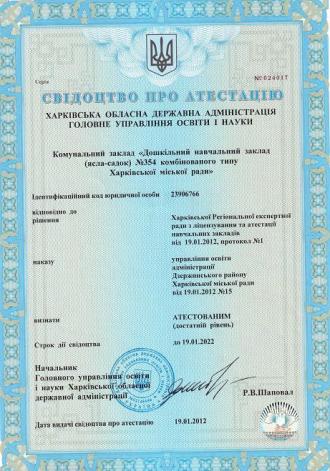 Серія
№024017
СВІДОЦТВО ПРО АТЕСТАЦІЮ
ХАРКІВСЬКА ОБЛАСНА ДЕРЖАВНА АДМІНІСТРАЦІЯ
ГОЛОВНЕ УПРАВЛІННЯ ОСВІТИ І НАУКИ
Комунальний заклад «Дошкільний навчальний заклад
(ясла-садок) №354 комбінованого типу
Харківської міської ради»
Ідентифікаційний код юридичної особи 23906766
відповідно до
рішення
Харківської Регіональної експертної
ради з ліцензування та атестації
навчальних закладів
від 19.01.2012, протокол №1
наказу
управління освіти
адміністрації
Дзержинського району
Харківської міської ради
від 19.01.2012 №15
визнати
АТЕСТОВАНИМ
(достатній рівень)
Строк дії свідоцтва
до 19.01.2022
Начальник
Головного управління освіти
і науки Харківської обласної
державної адміністрації
Р.В.Шаповал
Дата видачі свідоцтва про атестацію 19.01.2012